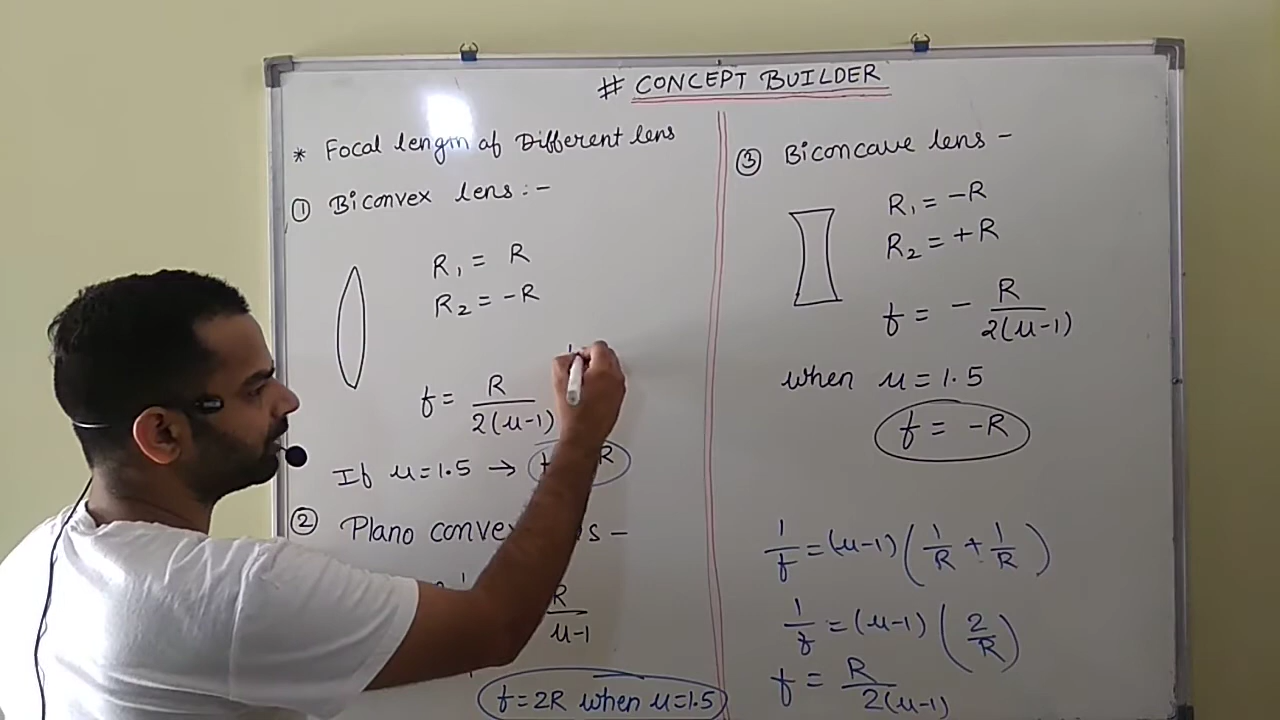 # CONCEPT BUILDER
* Focal length of Different lens
① Biconvex lens :-
R₁ = R
R₂ = -R
f = R / 2(μ-1)
If μ = 1.5 → R
② Plano convex -
R / μ-1
f = 2R when μ = 1.5
③ Biconcave lens -
R₁ = -R
R₂ = +R
f = - R / 2(μ-1)
when μ = 1.5
f = -R
1/f = (μ-1) (1/R + 1/R)
1/f = (μ-1) (2/R)
f = R / 2(μ-1)